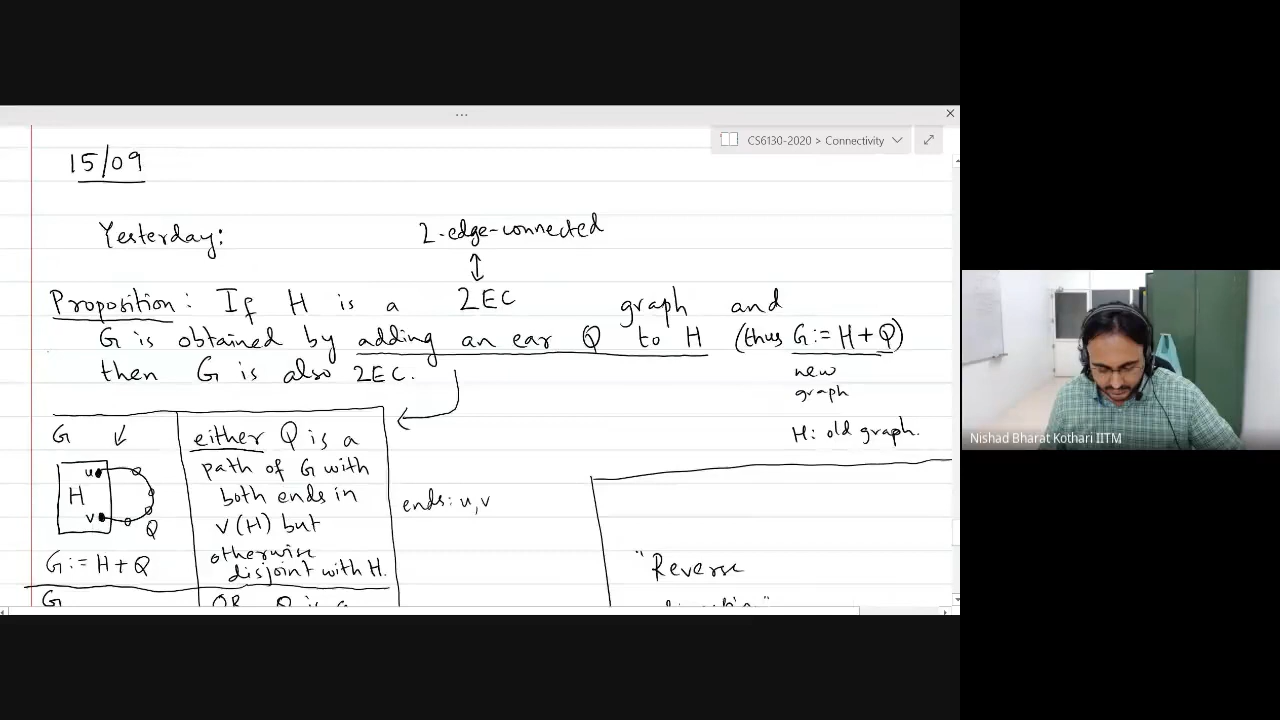 CS6130-2020 > Connectivity
15/09
Yesterday:
2-edge-connected
↕
Proposition: If H is a 2EC graph and
G is obtained by adding an ear Q to H (thus G:= H+Q)
then G is also 2EC.
new
graph
H: old graph.
G
u
H
v
Q
G:= H+Q
either Q is a
path of G with
both ends in
V(H) but
otherwise
disjoint with H.
ends: u,v
"Reverse
G
OR Q is a
Nishad Bharat Kothari IITM